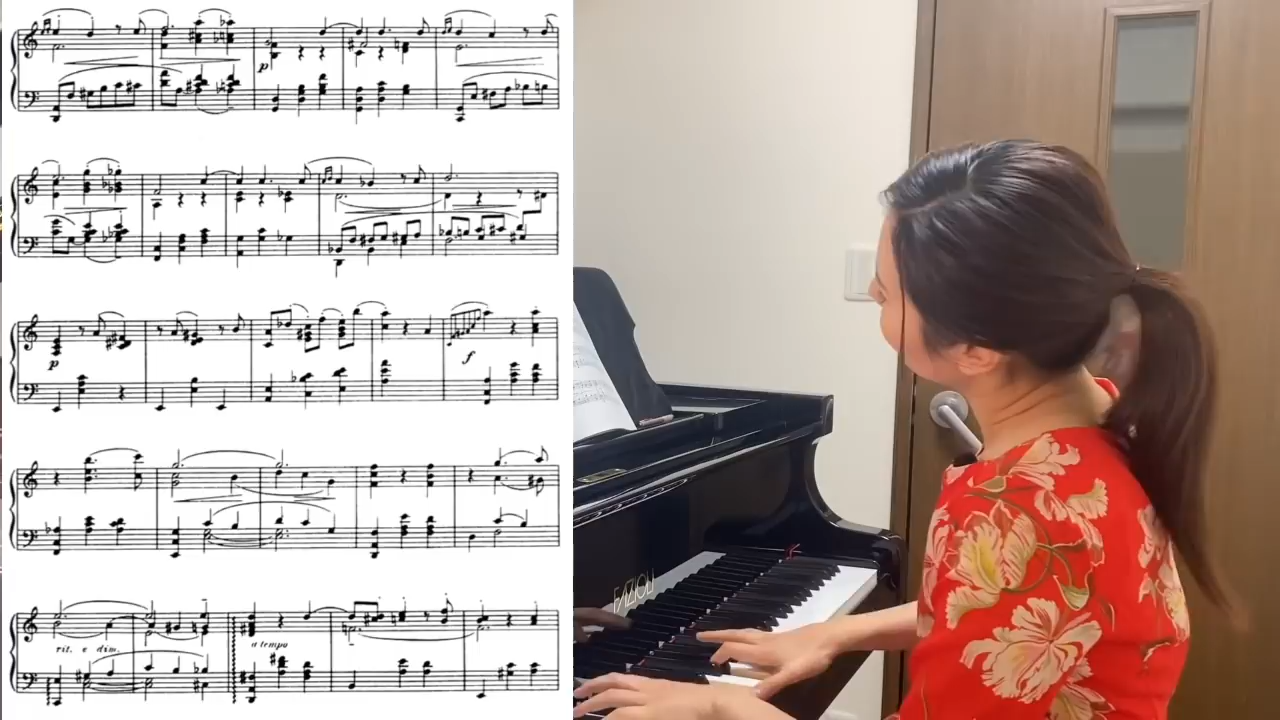 p
p
f
rit. e dim.
a tempo
FAZIOLI